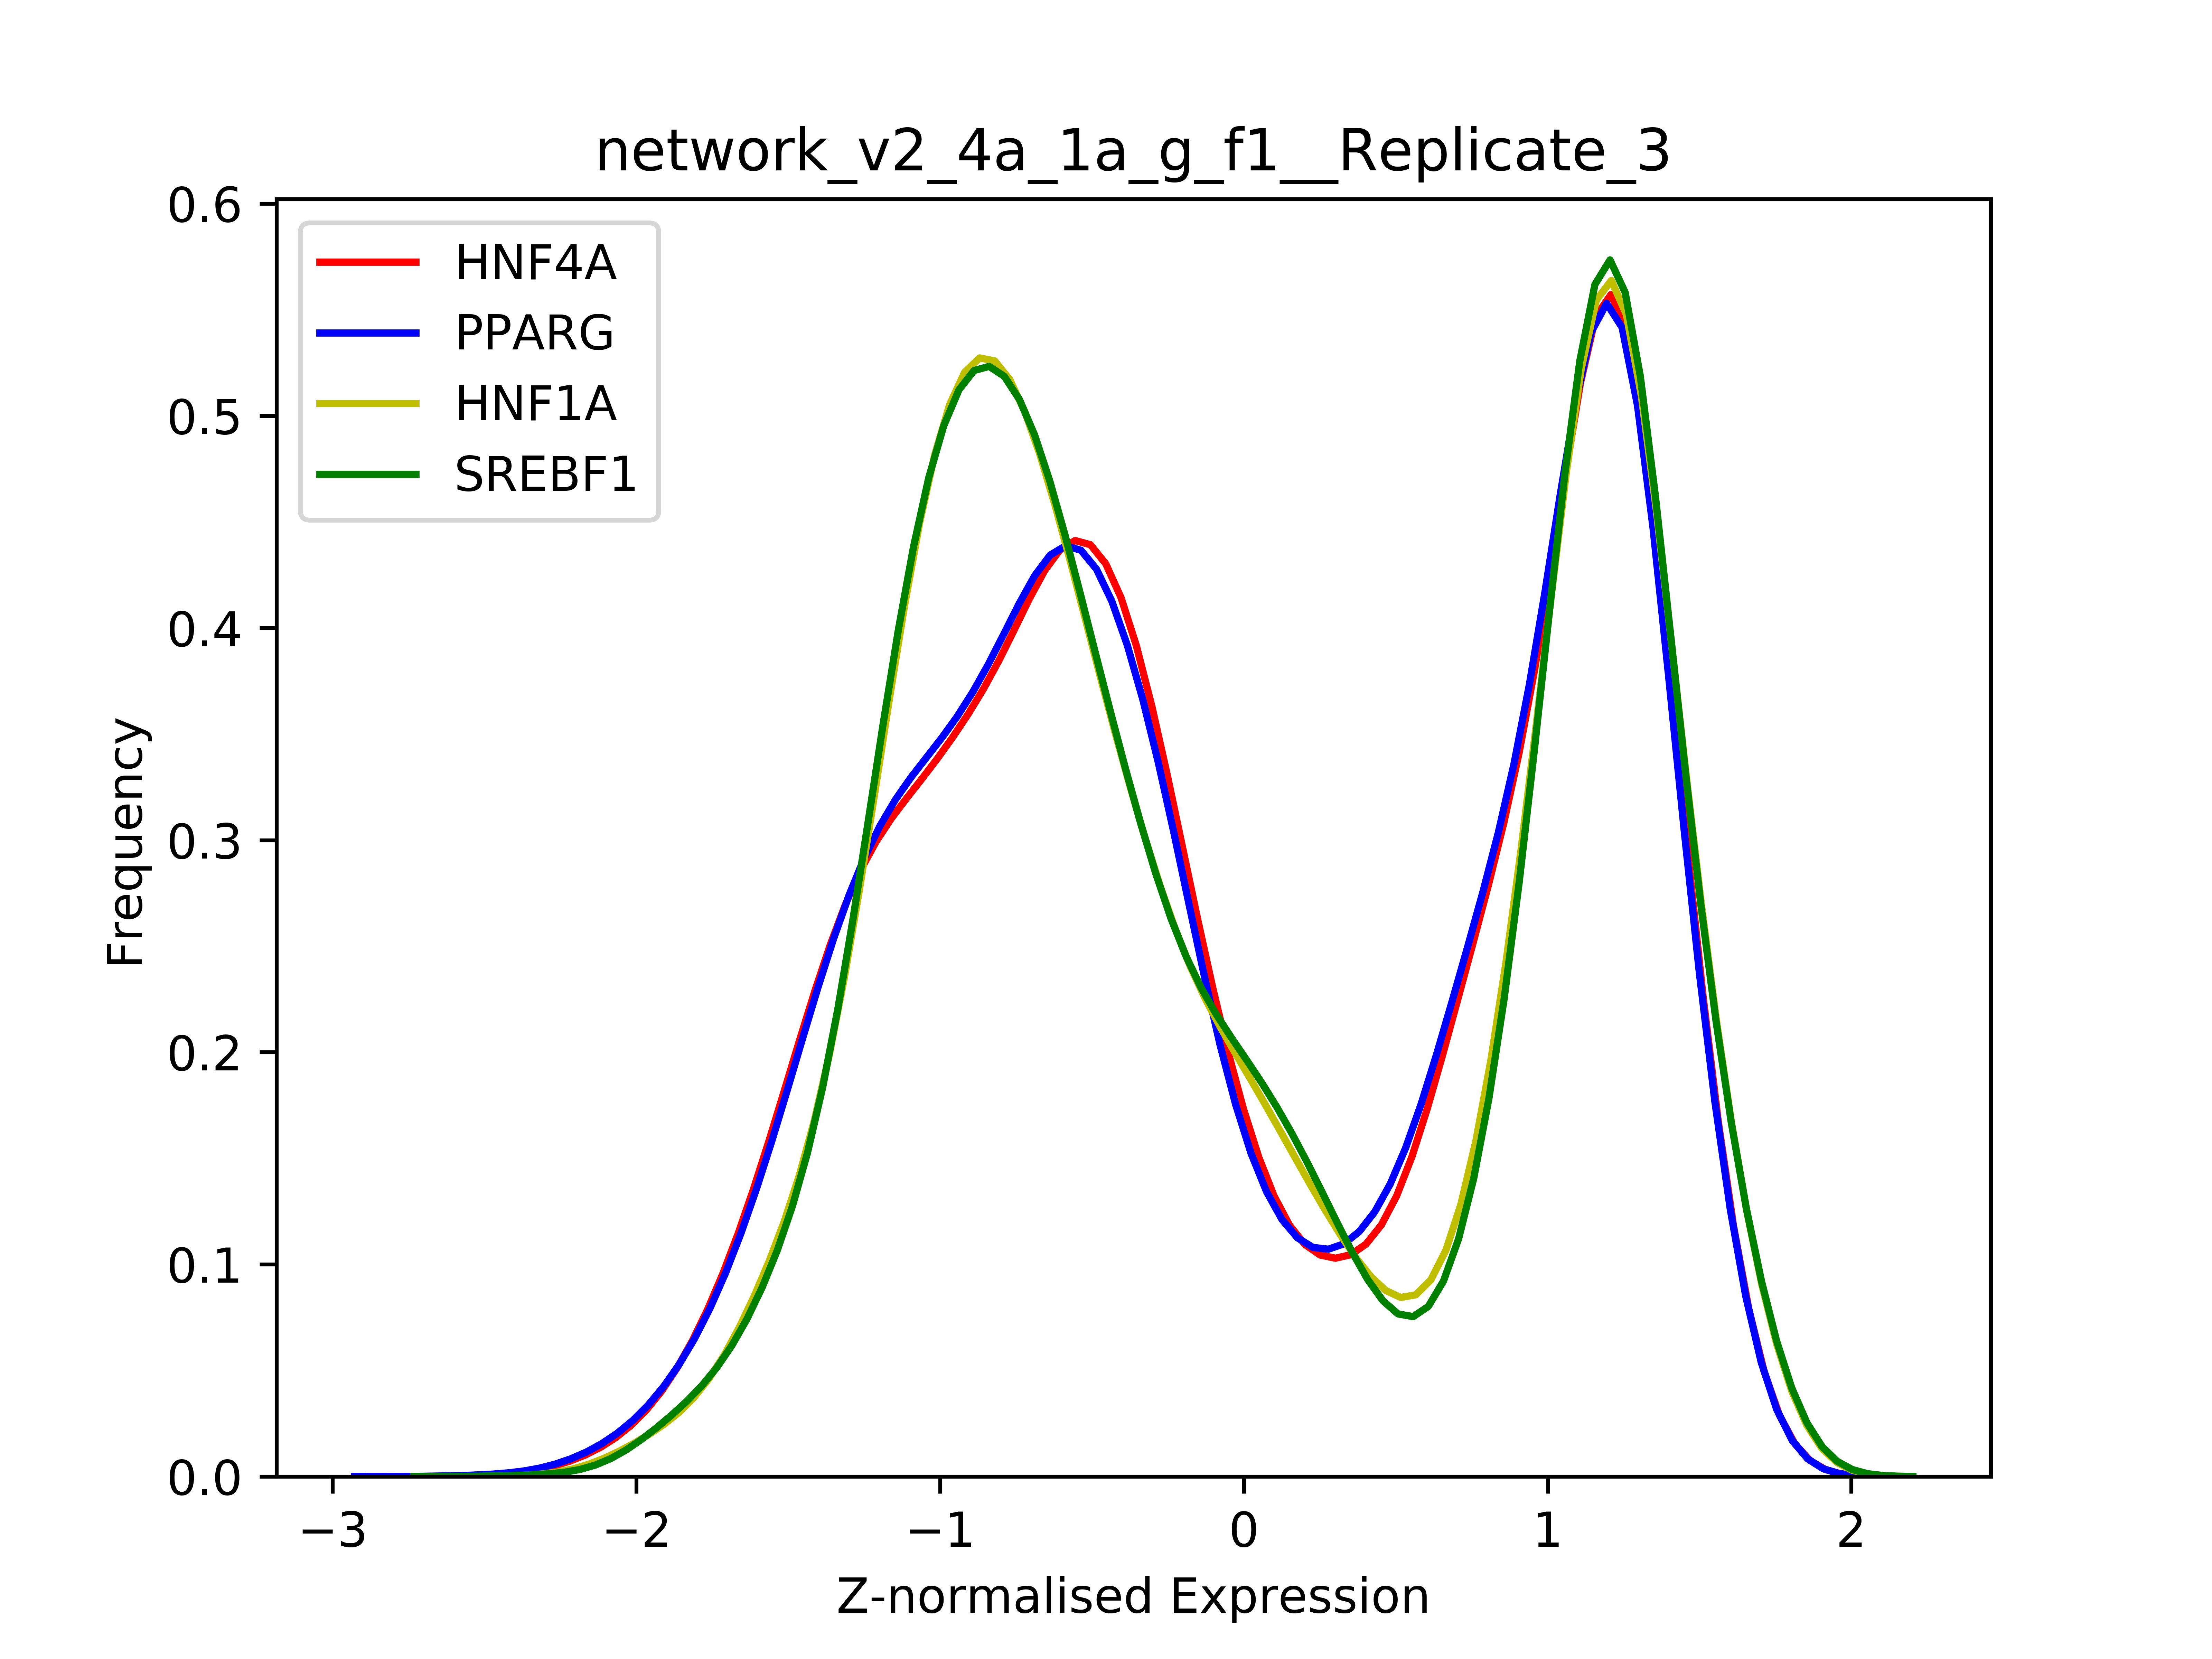 network_v2_4a_1a_g_f1___Replicate_3
0.6
0.5
0.4
0.3
0.2
0.1
0.0
Frequency
HNF4A
PPARG
HNF1A
SREBF1
−3 −2 −1 0 1 2
Z-normalised Expression